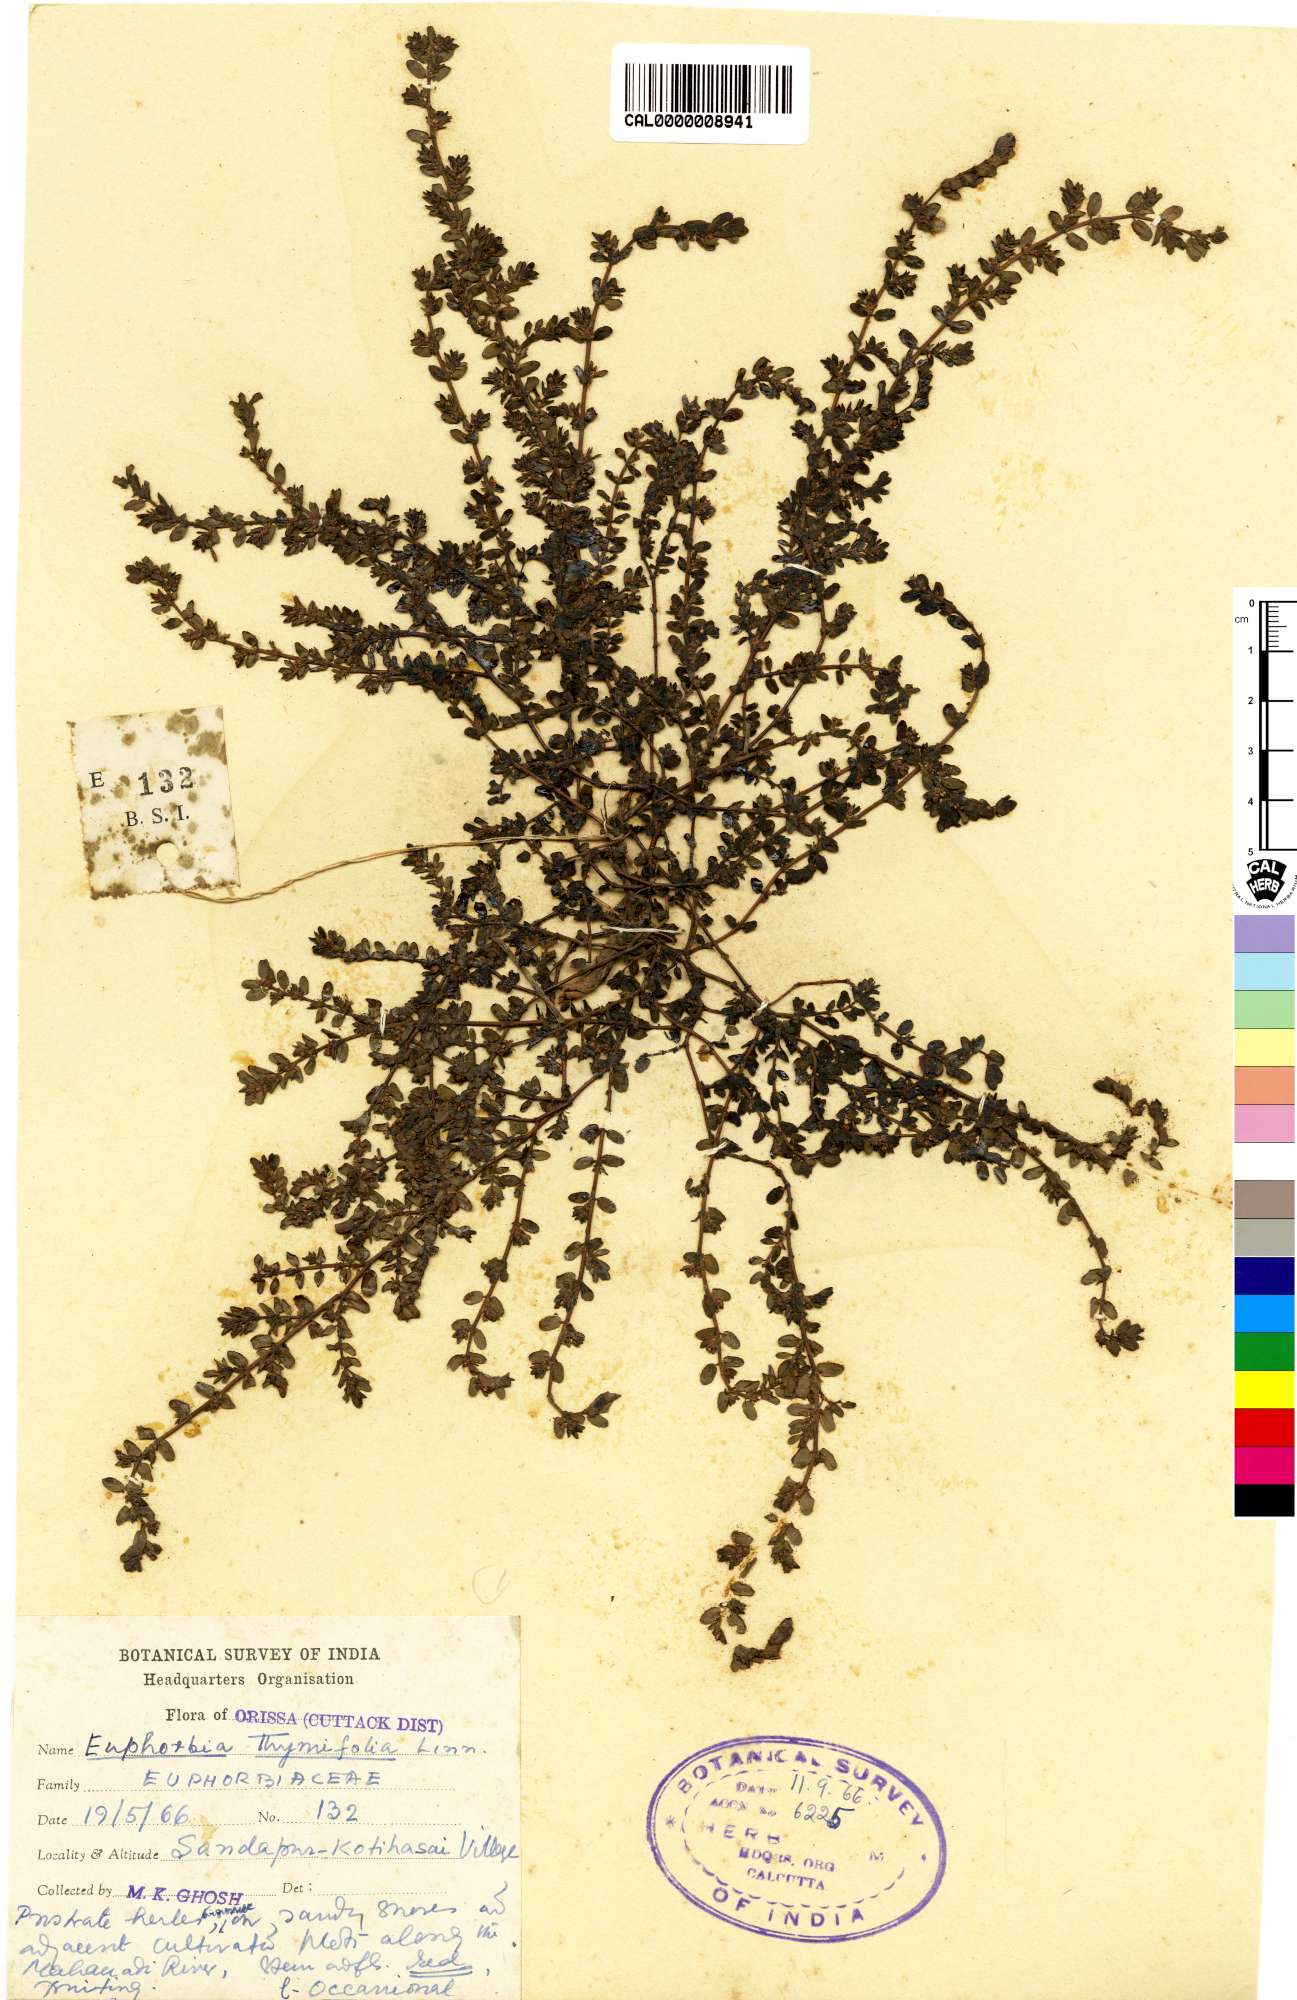 CAL0000008941
0
cm
1
2
3
4
5
CAL
HERB
E 132
B. S. I.
BOTANICAL SURVEY OF INDIA
Headquarters Organisation
Flora of ORISSA (CUTTACK DIST)
Name Euphorbia thymifolia Linn.
Family EUPHORBIACEAE
Date 19/5/66 No. 132
Locality & Altitude Sandapur-Kotihasai Village
Collected by M. K. GHOSH Det:
Prostrate herbs, on sandy shores and
adjacent cultivated plots along the
Mahanadi River, Stem and fls. red,
fruiting. Occasional
BOTANICAL SURVEY
Date 11.9.66.
ACCN No 6225
HERB M
HDQRS. ORG
CALCUTTA
OF INDIA